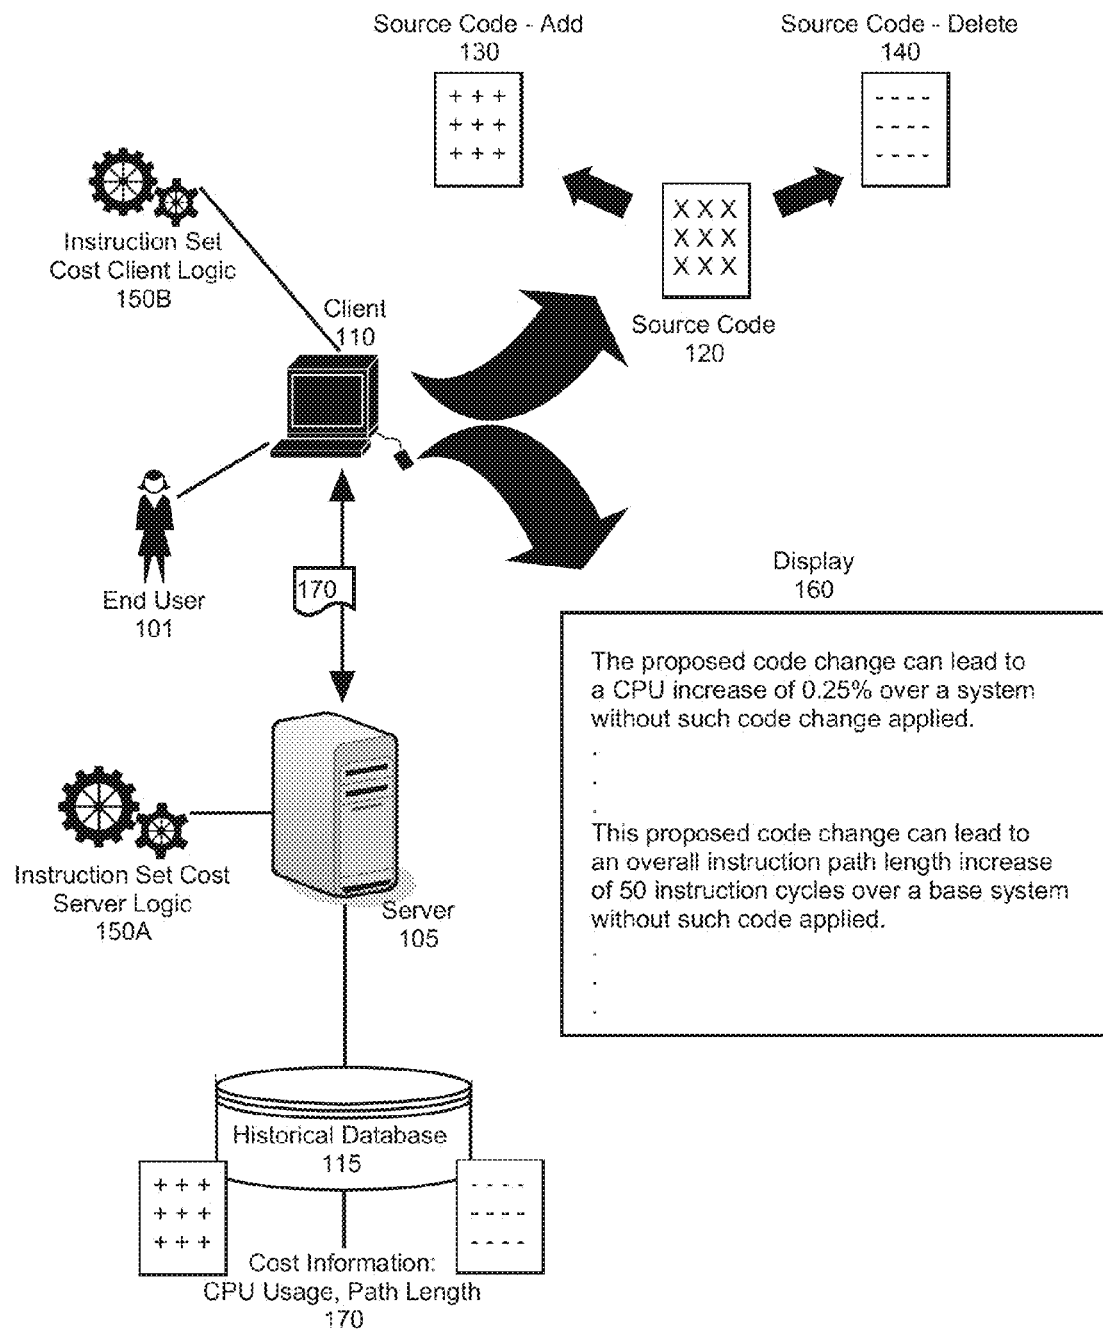 Source Code - Add
130
Source Code - Delete
140
+ + +
+ + +
+ + +
- - - -
- - - -
- - - -
X X X
X X X
X X X
Instruction Set
Cost Client Logic
150B
Client
110
Source Code
120
End User
101
170
Display
160
The proposed code change can lead to
a CPU increase of 0.25% over a system
without such code change applied.
.
.
.
This proposed code change can lead to
an overall instruction path length increase
of 50 instruction cycles over a base system
without such code applied.
.
.
.
Instruction Set Cost
Server Logic
150A
Server
105
Historical Database
115
+ + +
+ + +
+ + +
- - - -
- - - -
- - - -
Cost Information:
CPU Usage, Path Length
170